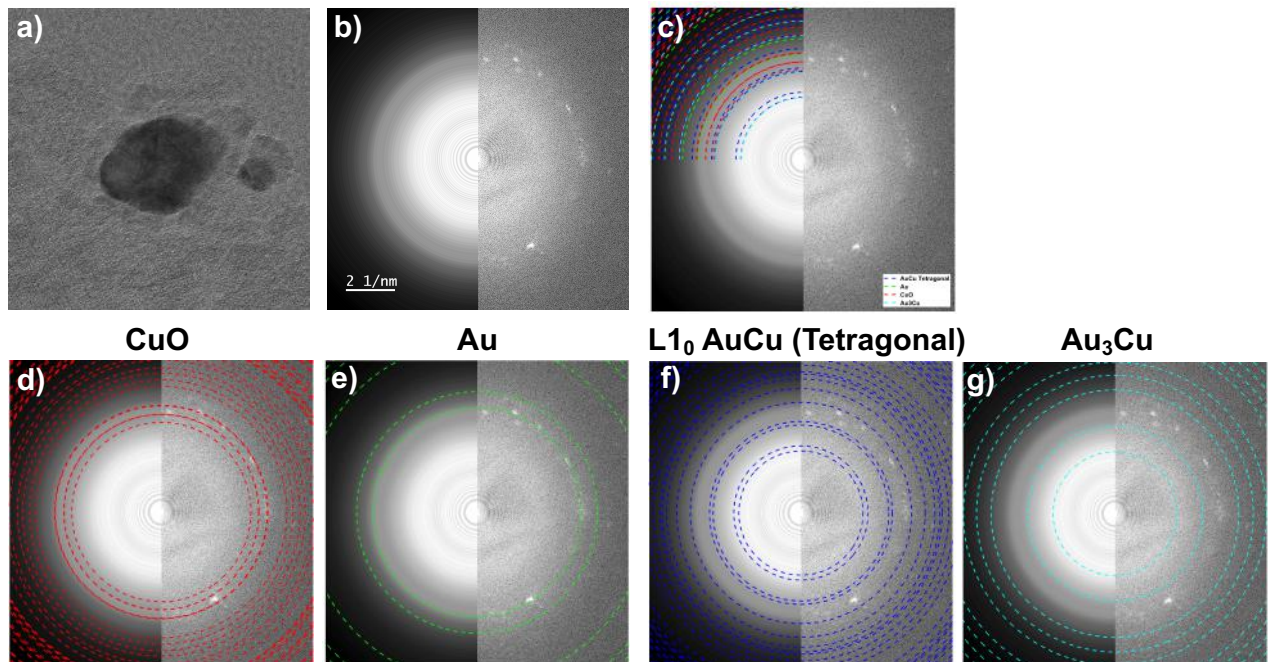 a)
b)
c)
2 1/nm
AuCu Tetragonal
Au
CuO
Au3Cu
CuO
Au
L1₀ AuCu (Tetragonal)
Au₃Cu
d)
e)
f)
g)